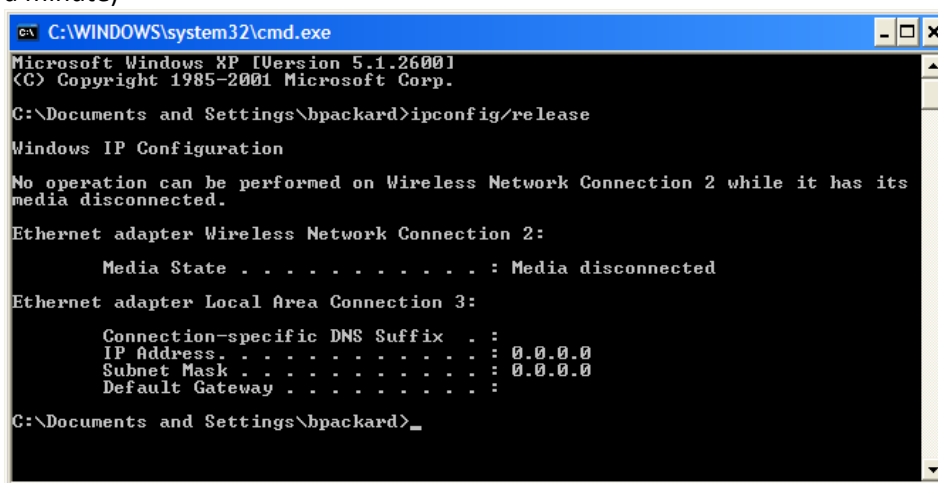 a minute)
C:\WINDOWS\system32\cmd.exe
Microsoft Windows XP [Version 5.1.2600]
(C) Copyright 1985-2001 Microsoft Corp.
C:\Documents and Settings\bpackard>ipconfig/release
Windows IP Configuration
No operation can be performed on Wireless Network Connection 2 while it has its
media disconnected.
Ethernet adapter Wireless Network Connection 2:
Media State . . . . . . . . . . . : Media disconnected
Ethernet adapter Local Area Connection 3:
Connection-specific DNS Suffix . :
IP Address. . . . . . . . . . . . : 0.0.0.0
Subnet Mask . . . . . . . . . . . : 0.0.0.0
Default Gateway . . . . . . . . . :
C:\Documents and Settings\bpackard>_